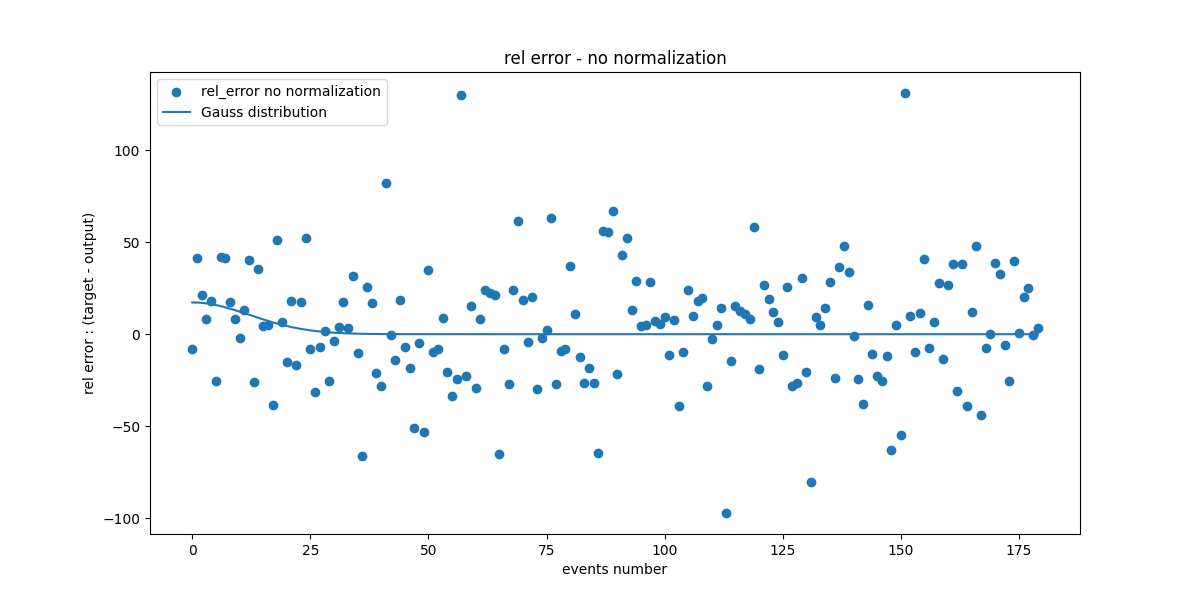 rel error - no normalization
rel_error no normalization
Gauss distribution
rel error : (target - output)
100
50
0
−50
−100
0 25 50 75 100 125 150 175
events number